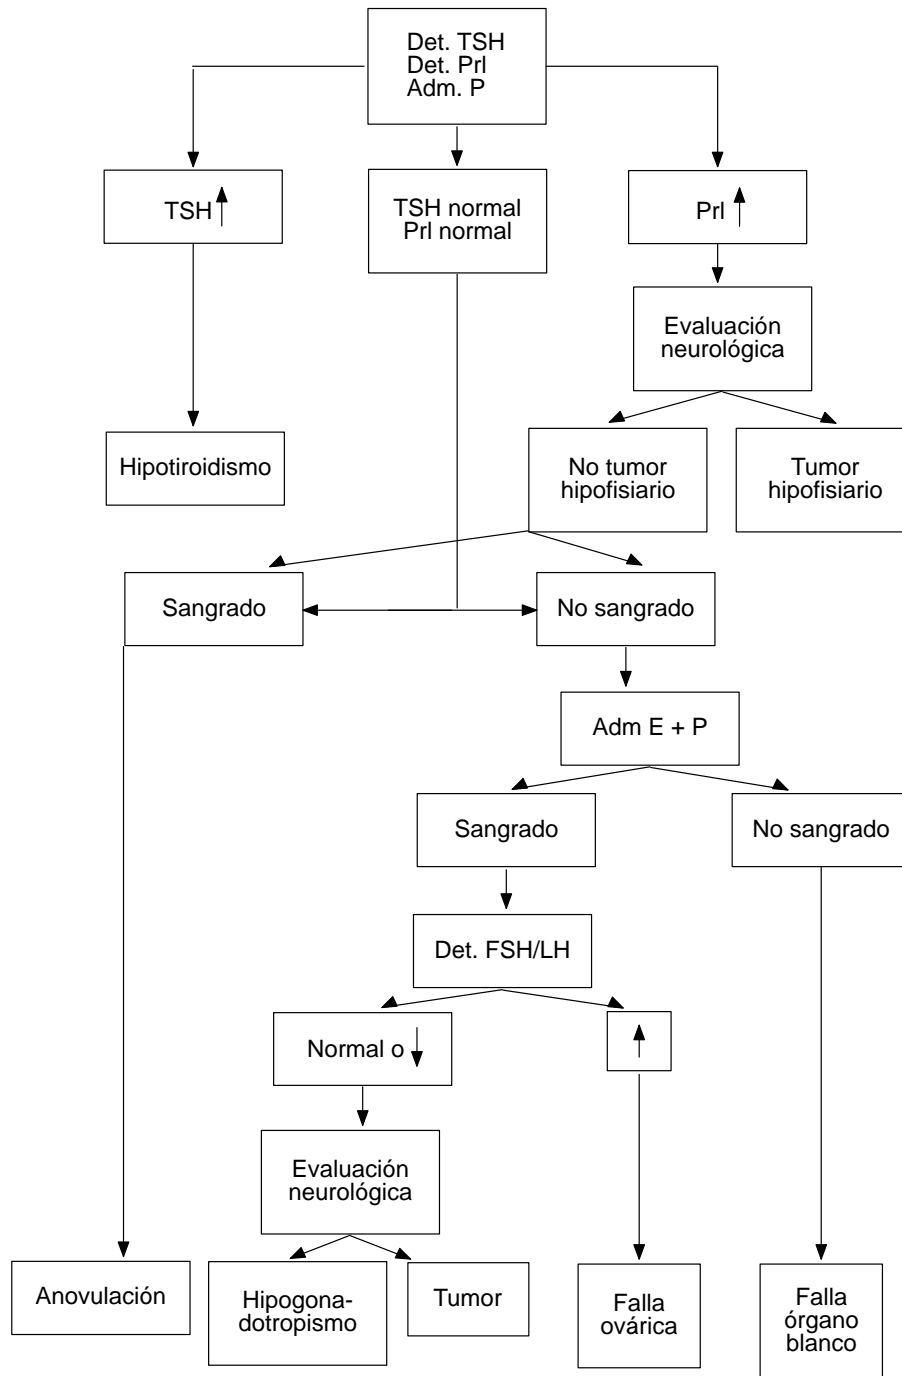 Det. TSH
Det. Prl
Adm. P
TSH
TSH normal
Prl normal
Prl
Evaluación
neurológica
Hipotiroidismo
No tumor
hipofisiario
Tumor
hipofisiario
Sangrado
No sangrado
Adm E + P
Sangrado
No sangrado
Det. FSH/LH
Normal o
Evaluación
neurológica
Anovulación
Hipogona-
dotropismo
Tumor
Falla
ovárica
Falla
órgano
blanco